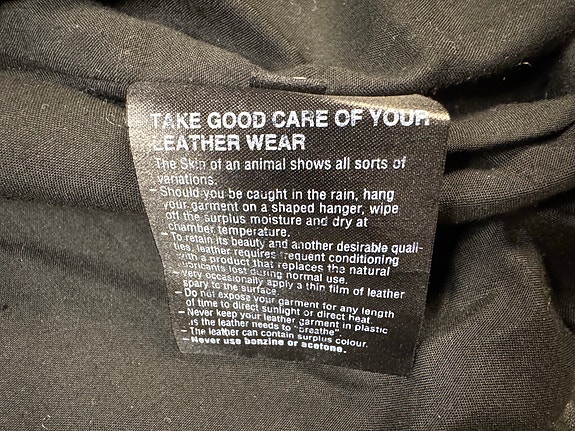 TAKE GOOD CARE OF YOUR
LEATHER WEAR
The Skin of an animal shows all sorts of
variations.
– Should you be caught in the rain, hang
your garment on a shaped hanger, wipe
off the surplus moisture and dry at
chamber temperature.
– To retain its beauty and another desirable quali-
ties, leather requires frequent conditioning
with a product that replaces the natural
lubricants lost during normal use.
– Very occasionally apply a thin film of leather
spary to the surface.
– Do not expose your garment for any length
of time to direct sunlight or direct heat.
– Never keep your leather garment in plastic
as the leather needs to "breathe".
– The leather can contain surplus colour.
– Never use benzine or acetone.